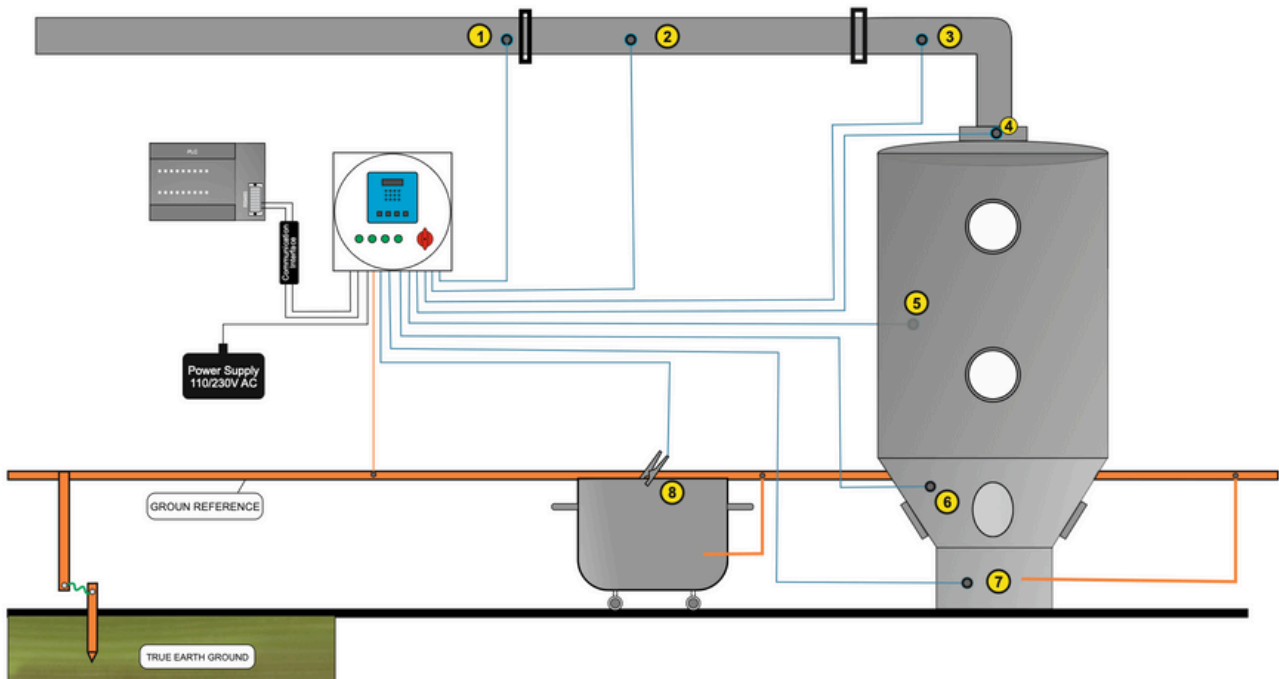 1
2
3
4
PLC
Communication
Interface
5
Power Supply
110/230V AC
8
6
GROUN REFERENCE
7
TRUE EARTH GROUND